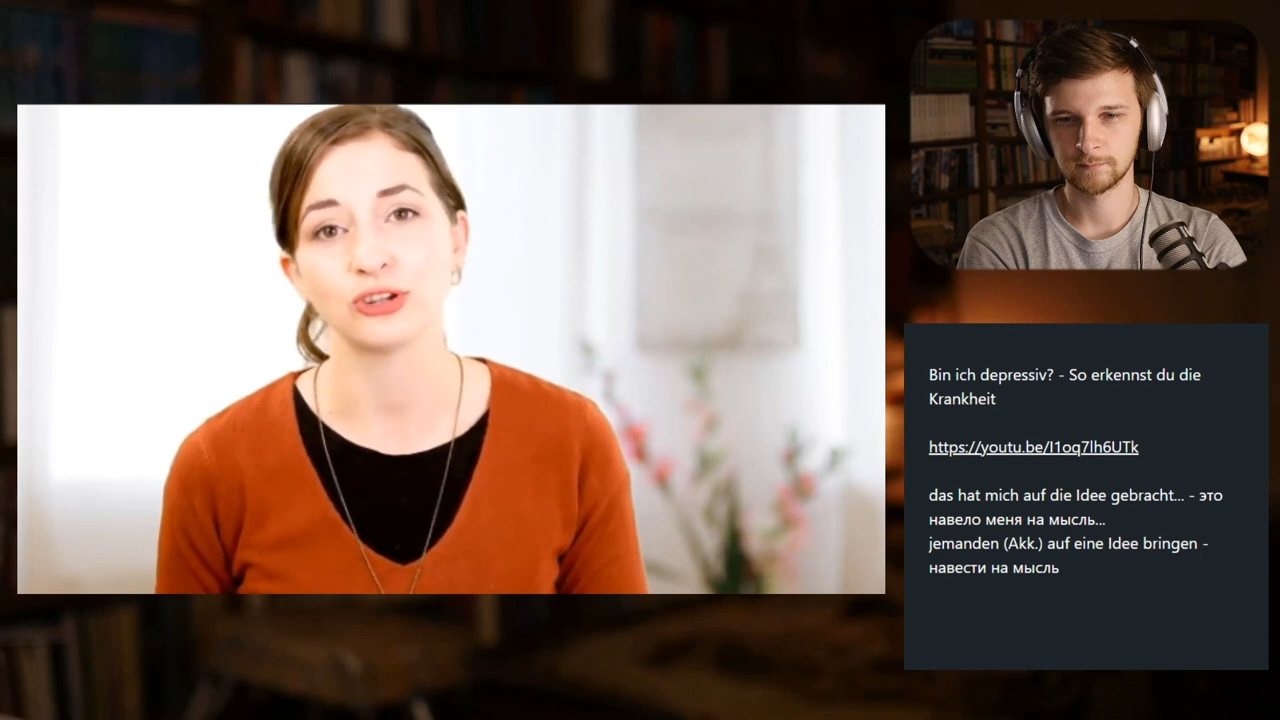 Bin ich depressiv? - So erkennst du die
Krankheit
https://youtu.be/I1oq7lh6UTk
das hat mich auf die Idee gebracht... - это
навело меня на мысль...
jemanden (Akk.) auf eine Idee bringen -
навести на мысль